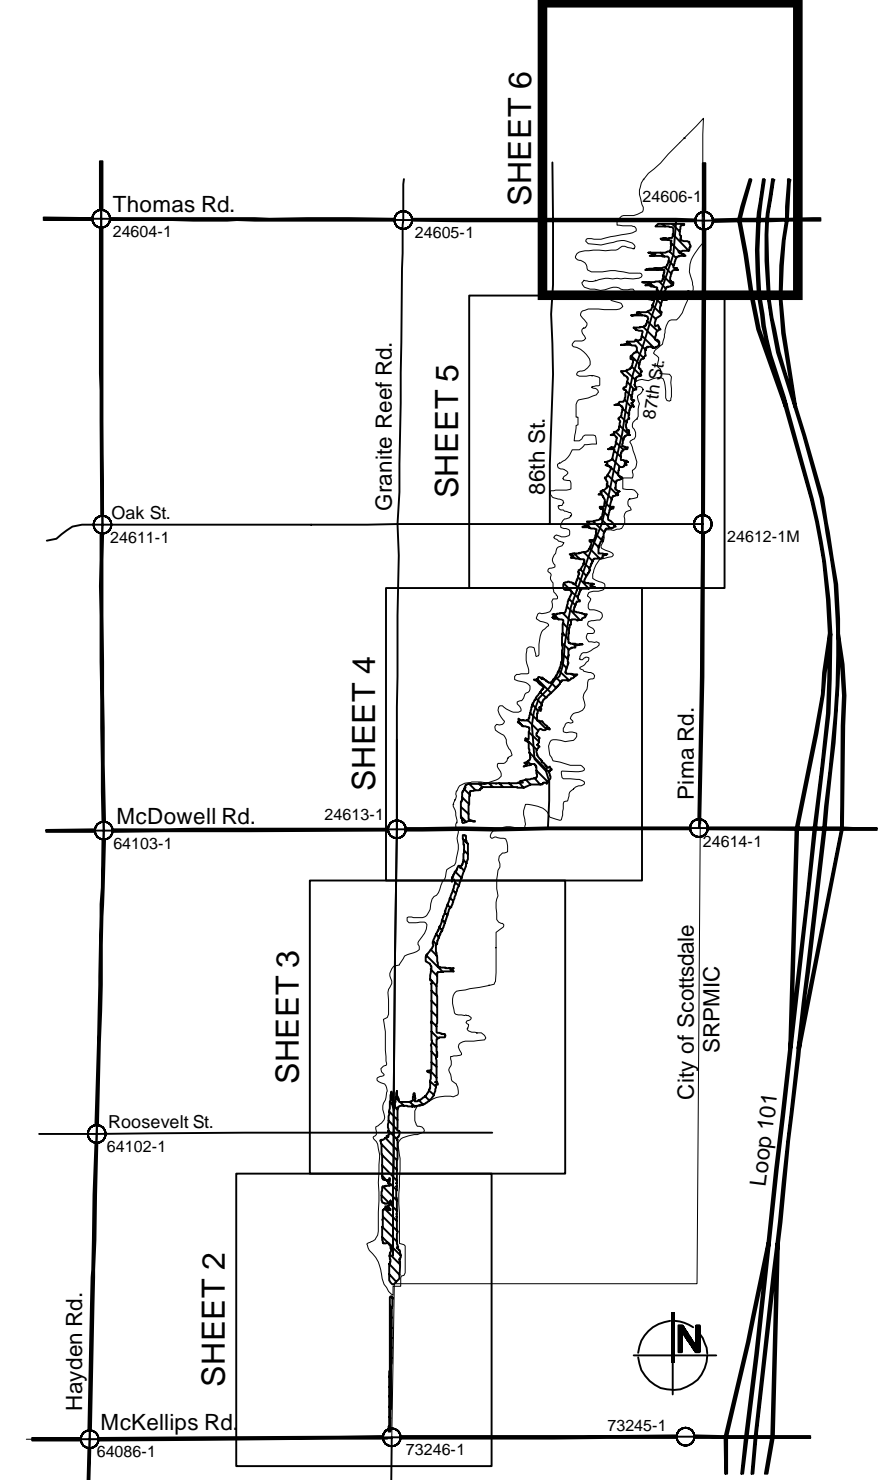 SHEET 6
24606-1
Thomas Rd.
24604-1
24605-1
Granite Reef Rd.
SHEET 5
86th St.
87th St.
Oak St.
24611-1
24612-1M
SHEET 4
Pima Rd.
McDowell Rd.
64103-1
24613-1
24614-1
SHEET 3
City of Scottsdale
SRPMIC
Loop 101
Roosevelt St.
64102-1
SHEET 2
Hayden Rd.
N
McKellips Rd.
64086-1
73246-1
73245-1